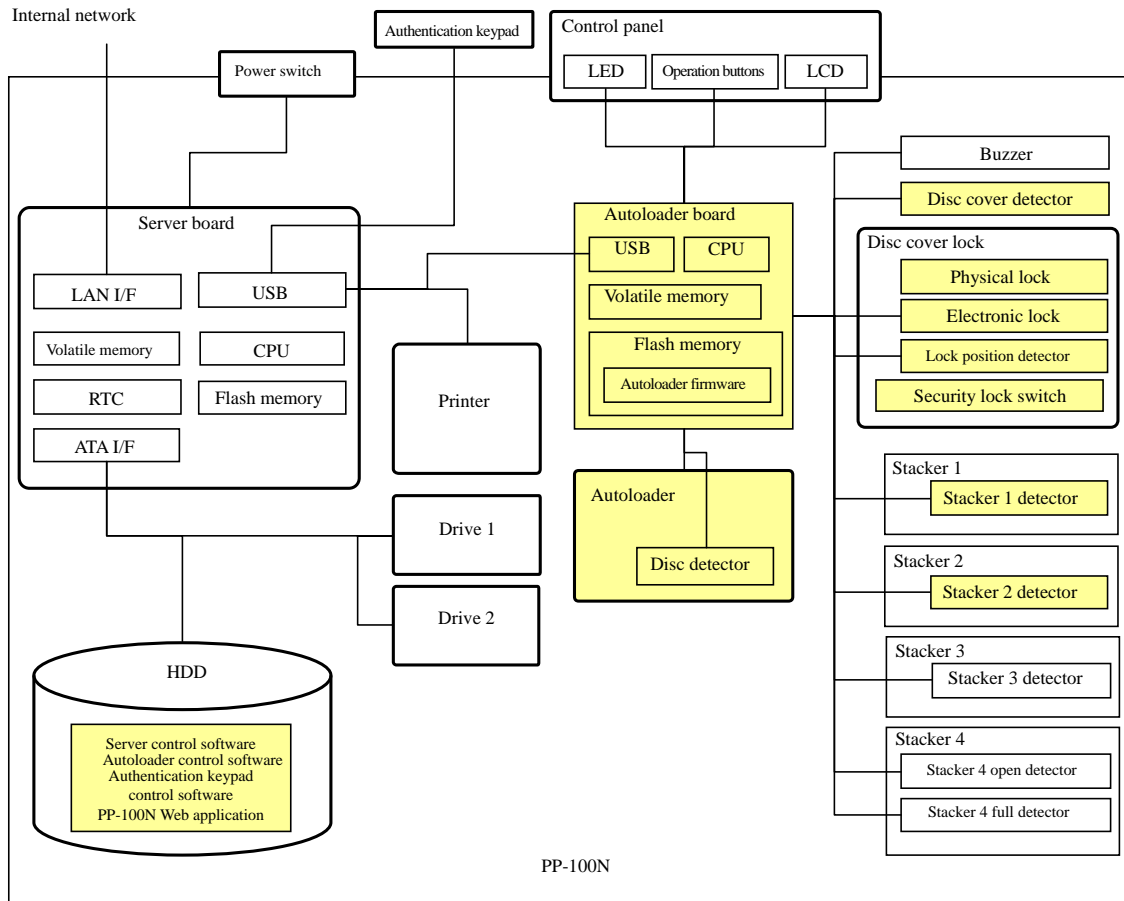 Internal network
Authentication keypad
Control panel
LED
Operation buttons
LCD
Power switch
Server board
LAN I/F
USB
Volatile memory
CPU
RTC
Flash memory
ATA I/F
Printer
Drive 1
Drive 2
HDD
Server control software
Autoloader control software
Authentication keypad
control software
PP-100N Web application
Autoloader board
USB
CPU
Volatile memory
Flash memory
Autoloader firmware
Autoloader
Disc detector
Buzzer
Disc cover detector
Disc cover lock
Physical lock
Electronic lock
Lock position detector
Security lock switch
Stacker 1
Stacker 1 detector
Stacker 2
Stacker 2 detector
Stacker 3
Stacker 3 detector
Stacker 4
Stacker 4 open detector
Stacker 4 full detector
PP-100N